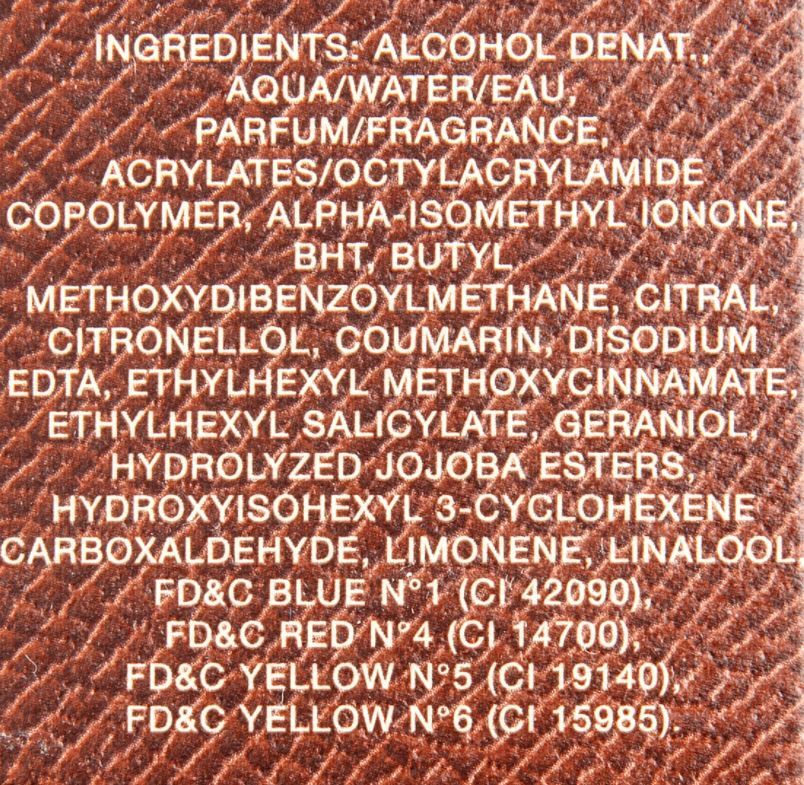 INGREDIENTS: ALCOHOL DENAT.,
AQUA/WATER/EAU,
PARFUM/FRAGRANCE,
ACRYLATES/OCTYLACRYLAMIDE
COPOLYMER, ALPHA-ISOMETHYL IONONE,
BHT, BUTYL
METHOXYDIBENZOYLMETHANE, CITRAL,
CITRONELLOL, COUMARIN, DISODIUM
EDTA, ETHYLHEXYL METHOXYCINNAMATE,
ETHYLHEXYL SALICYLATE, GERANIOL,
HYDROLYZED JOJOBA ESTERS,
HYDROXYISOHEXYL 3-CYCLOHEXENE
CARBOXALDEHYDE, LIMONENE, LINALOOL,
FD&C BLUE N°1 (CI 42090),
FD&C RED N°4 (CI 14700),
FD&C YELLOW N°5 (CI 19140),
FD&C YELLOW N°6 (CI 15985).